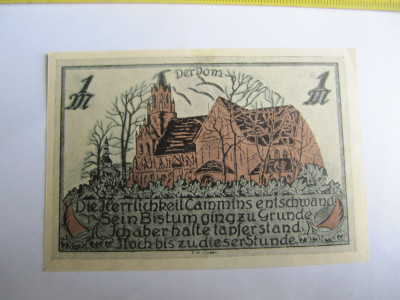 Der Dom
1 M
1 M
Die Herrlichkeit Cammins entschwand
Sein Bistum ging zu Grunde
Ich aber halte tapfer stand
Noch bis zu dieser Stunde.